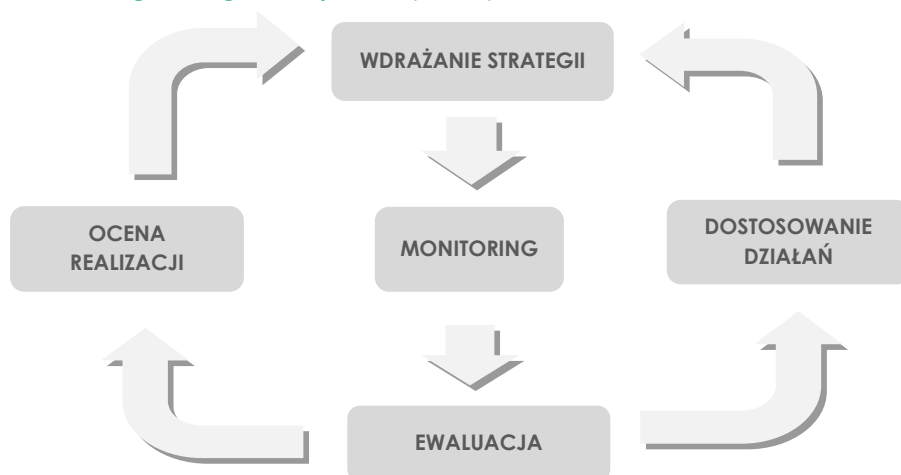 WDRAŻANIE STRATEGII
OCENA
REALIZACJI
MONITORING
DOSTOSOWANIE
DZIAŁAŃ
EWALUACJA